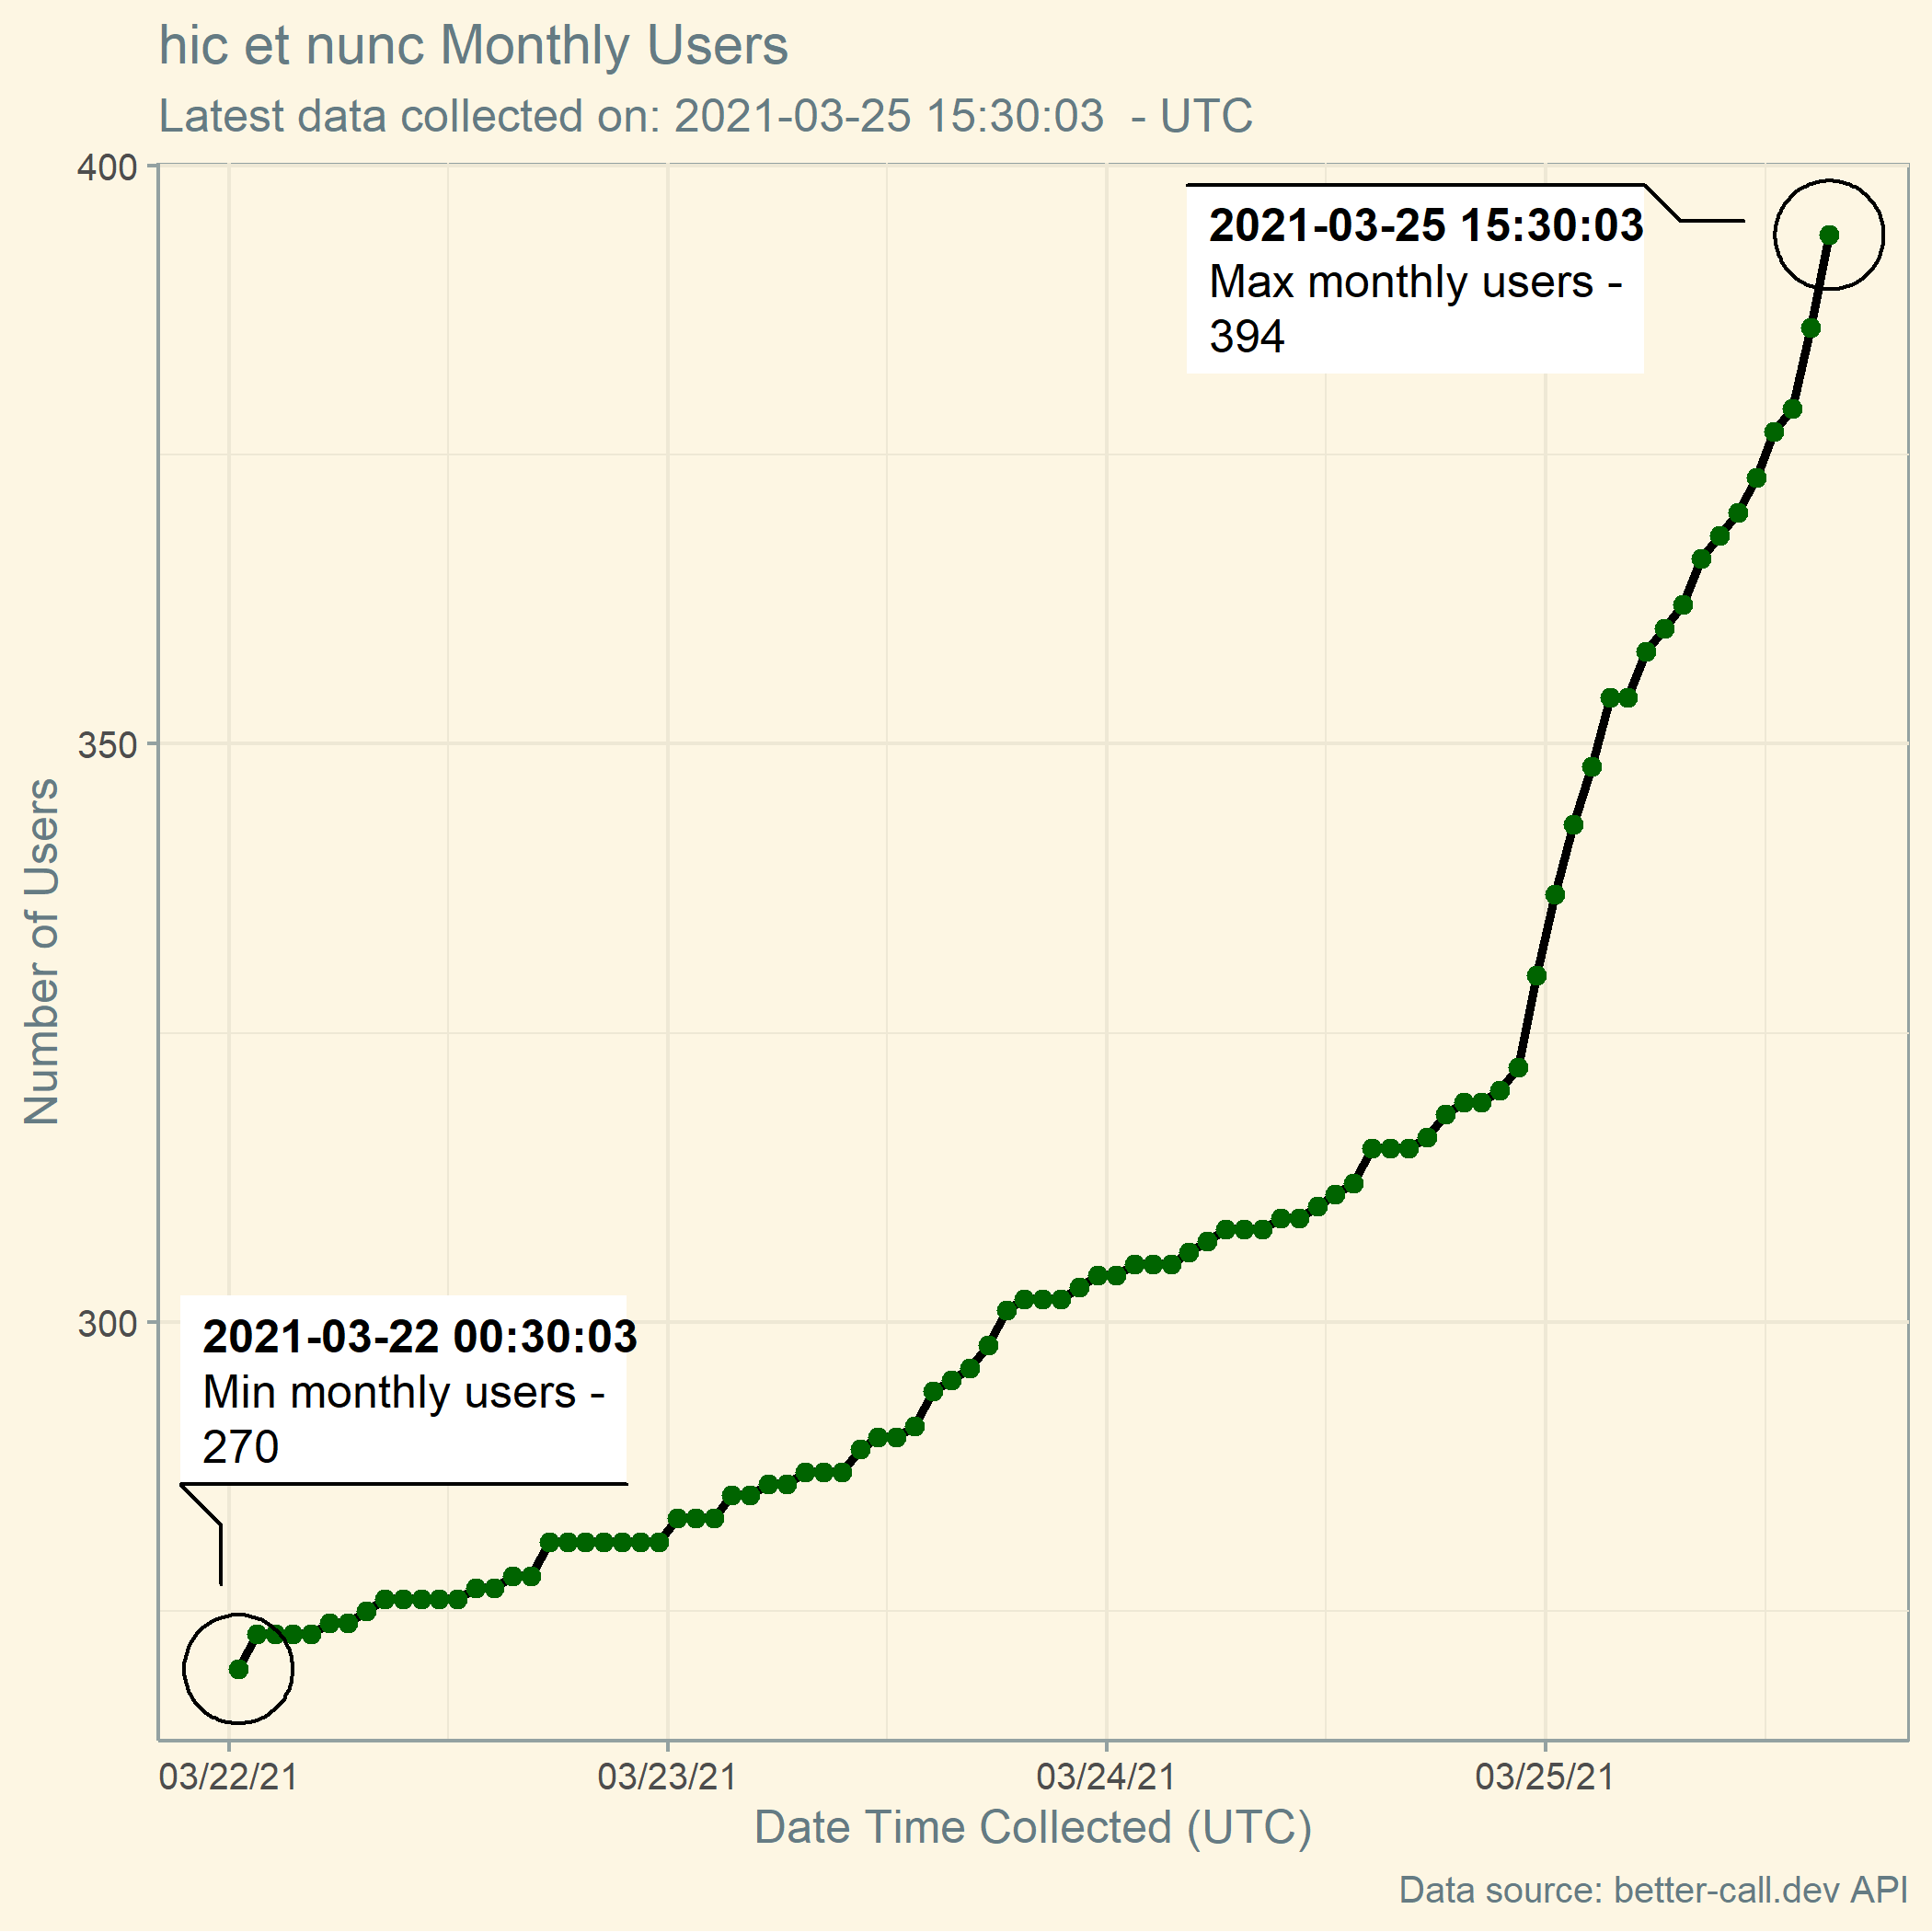 hic et nunc Monthly Users
Latest data collected on: 2021-03-25 15:30:03  - UTC
400
2021-03-25 15:30:03
Max monthly users -
394
350
Number of Users
300
2021-03-22 00:30:03
Min monthly users -
270
03/22/21 03/23/21 03/24/21 03/25/21
Date Time Collected (UTC)
Data source: better-call.dev API